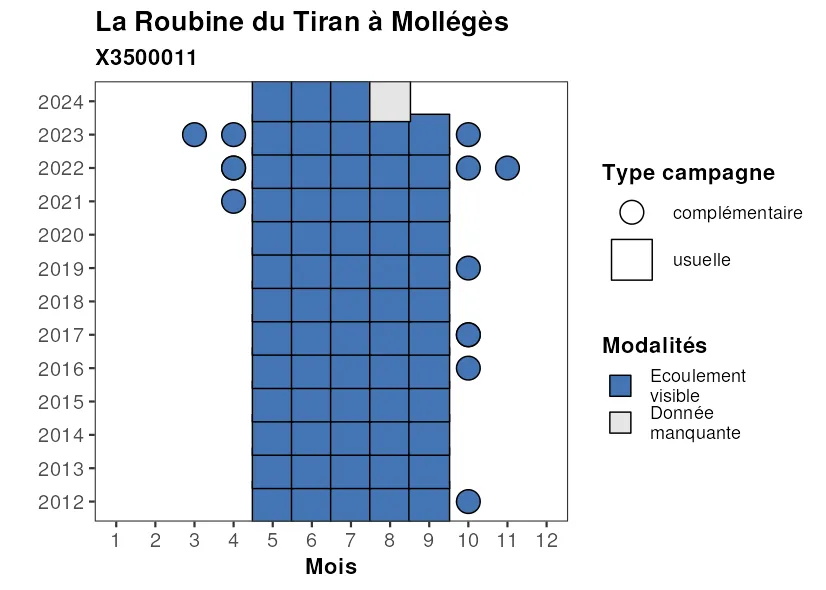 La Roubine du Tiran à Mollégès
X3500011
2024
2023
2022
2021
2020
2019
2018
2017
2016
2015
2014
2013
2012
1 2 3 4 5 6 7 8 9 10 11 12
Mois
Type campagne
complémentaire
usuelle
Modalités
Ecoulement
visible
Donnée
manquante